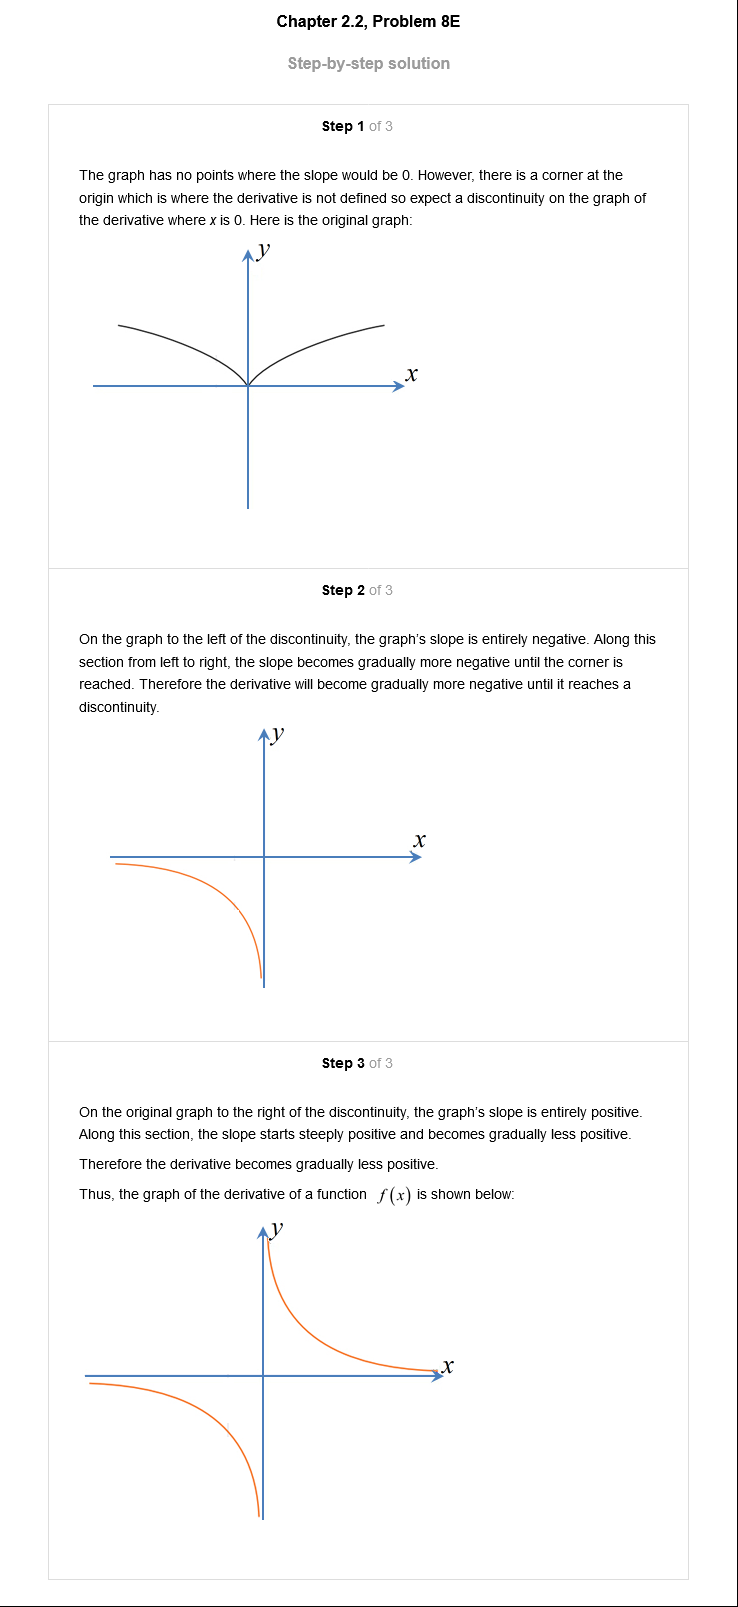 Chapter 2.2, Problem 8E
Step-by-step solution
Step 1 of 3
The graph has no points where the slope would be 0. However, there is a corner at the
origin which is where the derivative is not defined so expect a discontinuity on the graph of
the derivative where x is 0. Here is the original graph:
y
x
Step 2 of 3
On the graph to the left of the discontinuity, the graph's slope is entirely negative. Along this
section from left to right, the slope becomes gradually more negative until the corner is
reached. Therefore the derivative will become gradually more negative until it reaches a
discontinuity.
y
x
Step 3 of 3
On the original graph to the right of the discontinuity, the graph's slope is entirely positive.
Along this section, the slope starts steeply positive and becomes gradually less positive.
Therefore the derivative becomes gradually less positive.
Thus, the graph of the derivative of a function f(x) is shown below:
y
x